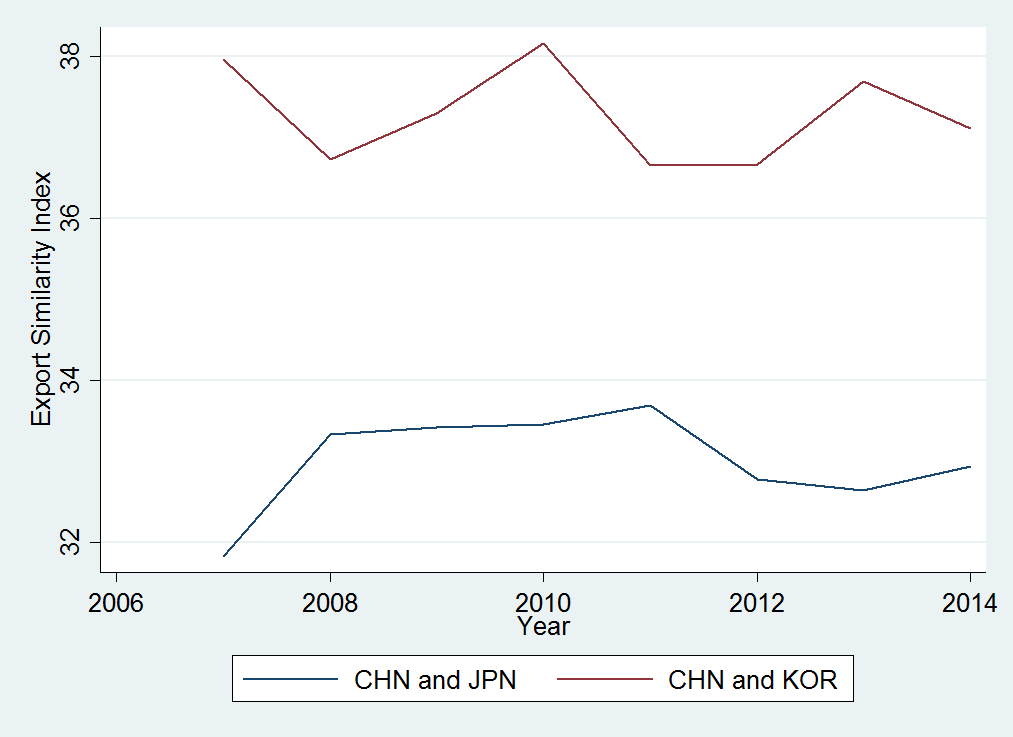 Export Similarity Index
38
36
34
32
2006 2008 2010 2012 2014
Year
CHN and JPN CHN and KOR